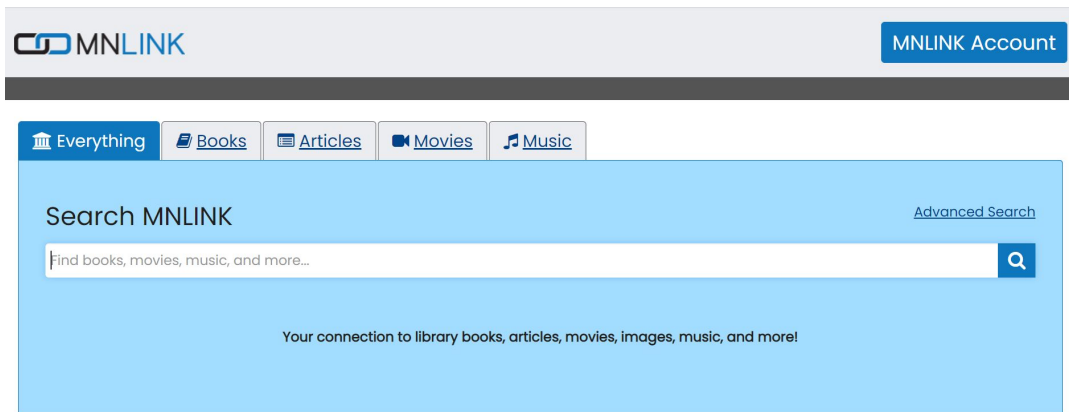 MNLINK
MNLINK Account
Everything
Books
Articles
Movies
Music
Search MNLINK
Advanced Search
Find books, movies, music, and more...
Your connection to library books, articles, movies, images, music, and more!